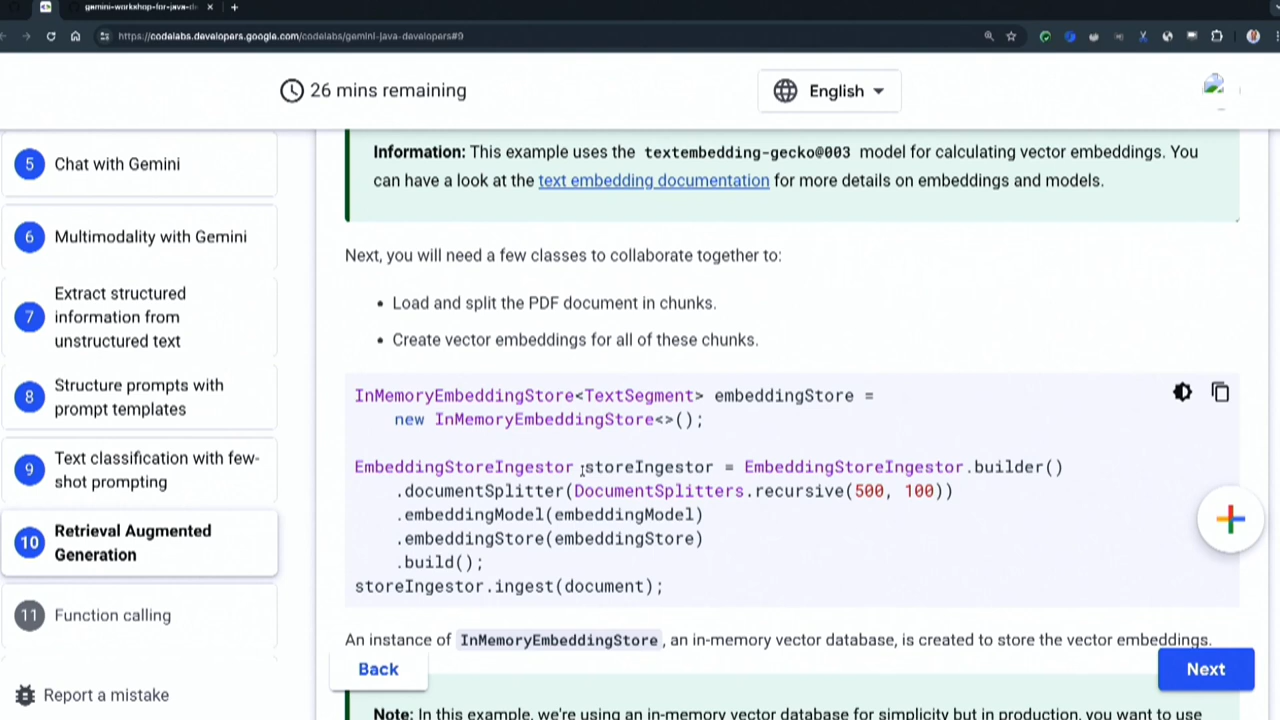 gemini-workshop-for-java-de
https://codelabs.developers.google.com/codelabs/gemini-java-developers#9
26 mins remaining
English
5 Chat with Gemini
6 Multimodality with Gemini
7 Extract structured
information from
unstructured text
8 Structure prompts with
prompt templates
9 Text classification with few-
shot prompting
10 Retrieval Augmented
Generation
11 Function calling
Report a mistake
Information: This example uses the textembedding-gecko@003 model for calculating vector embeddings. You
can have a look at the text embedding documentation for more details on embeddings and models.
Next, you will need a few classes to collaborate together to:
• Load and split the PDF document in chunks.
• Create vector embeddings for all of these chunks.
InMemoryEmbeddingStore<TextSegment> embeddingStore =
new InMemoryEmbeddingStore<>();
EmbeddingStoreIngestor storeIngestor = EmbeddingStoreIngestor.builder()
.documentSplitter(DocumentSplitters.recursive(500, 100))
.embeddingModel(embeddingModel)
.embeddingStore(embeddingStore)
.build();
storeIngestor.ingest(document);
An instance of InMemoryEmbeddingStore, an in-memory vector database, is created to store the vector embeddings.
Back
Next
Note: In this example, we're using an in-memory vector database for simplicity but in production, you want to use